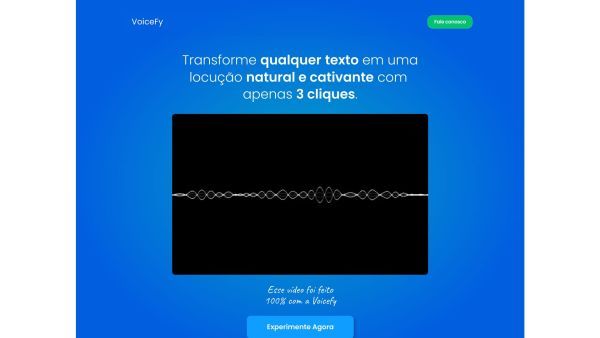 VoiceFy
Fale conosco
Transforme qualquer texto em uma
locução natural e cativante com
apenas 3 cliques.
Esse vídeo foi feito
100% com a Voicefy
Experimente Agora